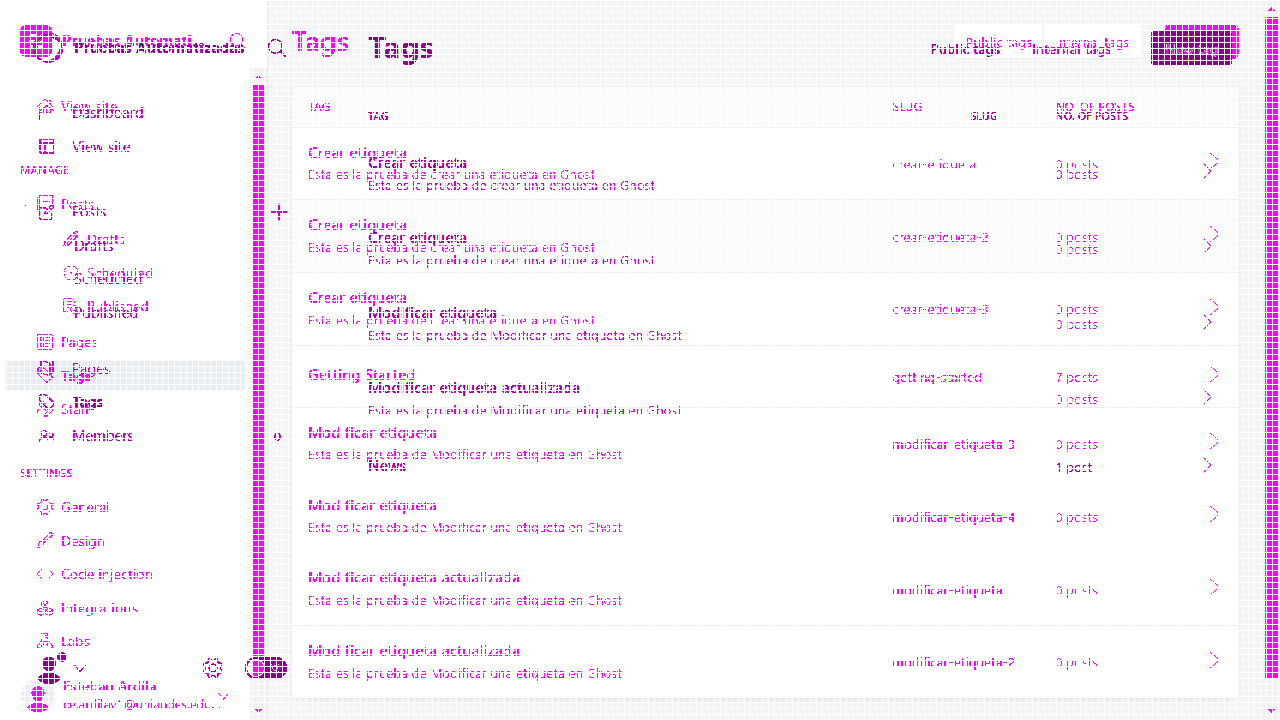 Pruebas Automati
Pruebas Automatizadas
Tags
Tags
Public tags Internal tags
Public tags Internal tags
View site
Dashboard
View site
MANAGE
Posts
Posts
Drafts
Drafts
Scheduled
Scheduled
Published
Published
Pages
Pages
Tags
Tags
Staff
Members 0
SETTINGS
General
Design
Code injection
Integrations
Labs
Esteban Ardila
TAG SLUG NO. OF POSTS
TAG SLUG NO. OF POSTS
Crear etiqueta
Esta es la prueba de Crear una etiqueta en Ghost
crear-etiqueta 0 posts
Crear etiqueta
Esta es la prueba de crear una etiqueta en Ghost
0 posts
Crear etiqueta
Esta es la prueba de Crear una etiqueta en Ghost
crear-etiqueta-2 0 posts
Crear etiqueta
Esta es la prueba de crear una etiqueta en Ghost
0 posts
Crear etiqueta
Esta es la prueba de Crear una etiqueta en Ghost
crear-etiqueta-3 0 posts
Modificar etiqueta
Esta es la prueba de Modificar una etiqueta en Ghost
0 posts
Getting Started
getting-started 7 posts
Modificar etiqueta actualizada
Esta es la prueba de Modificar una etiqueta en Ghost
0 posts
Modificar etiqueta
Esta es la prueba de Modificar una etiqueta en Ghost
modificar-etiqueta-3 0 posts
News
1 post
Modificar etiqueta
Esta es la prueba de Modificar una etiqueta en Ghost
modificar-etiqueta-4 0 posts
Modificar etiqueta actualizada
Esta es la prueba de Modificar una etiqueta en Ghost
modificar-etiqueta 0 posts
Modificar etiqueta actualizada
Esta es la prueba de Modificar una etiqueta en Ghost
modificar-etiqueta-2 0 posts